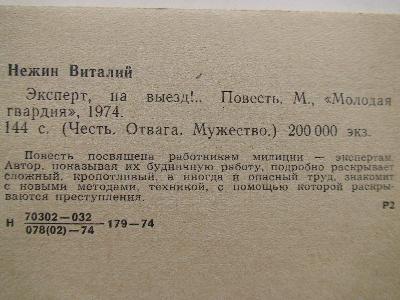 Нежин Виталий
Эксперт, на выезд!.. Повесть. М., «Молодая
гвардия», 1974.
144 с. (Честь. Отвага. Мужество.) 200 000 экз.
Повесть посвящена работникам милиции — экспертам.
Автор, показывая их будничную работу, подробно раскрывает
сложный, кропотливый, а иногда и опасный труд, знакомит
с новыми методами, техникой, с помощью которой раскры-
ваются преступления.
Р2
Н 70302—032
078(02)—74 —179—74